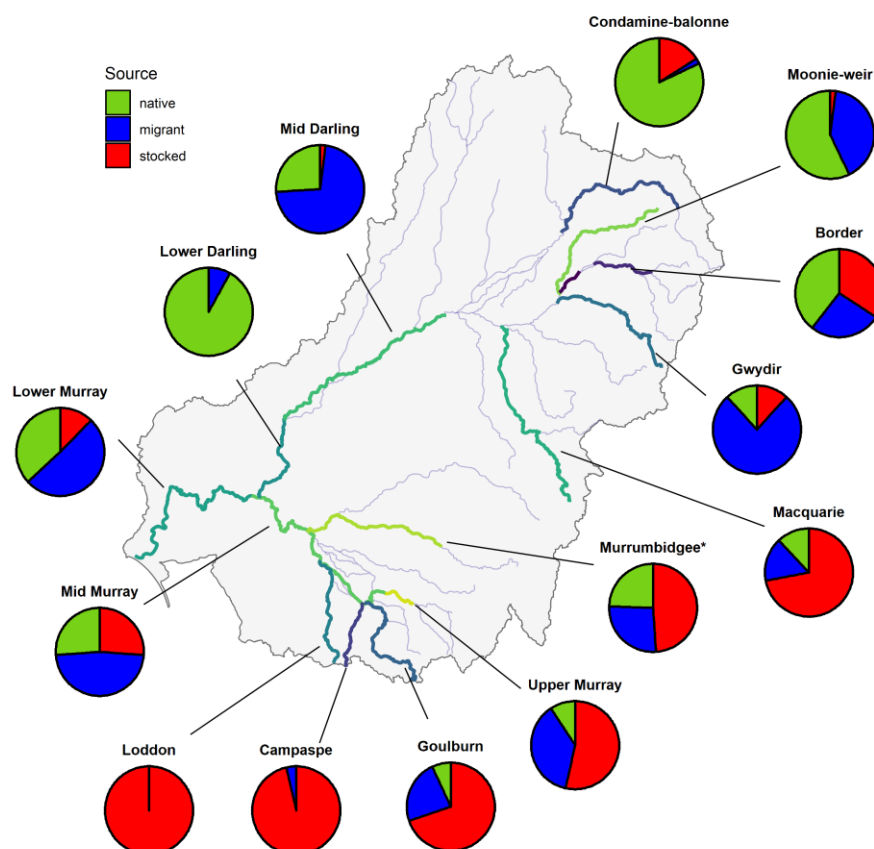 Condamine-balonne
Source
native
migrant
stocked
Moonie-weir
Mid Darling
Border
Lower Darling
Gwydir
Lower Murray
Macquarie
Murrumbidgee*
Mid Murray
Upper Murray
Loddon
Campaspe
Goulburn